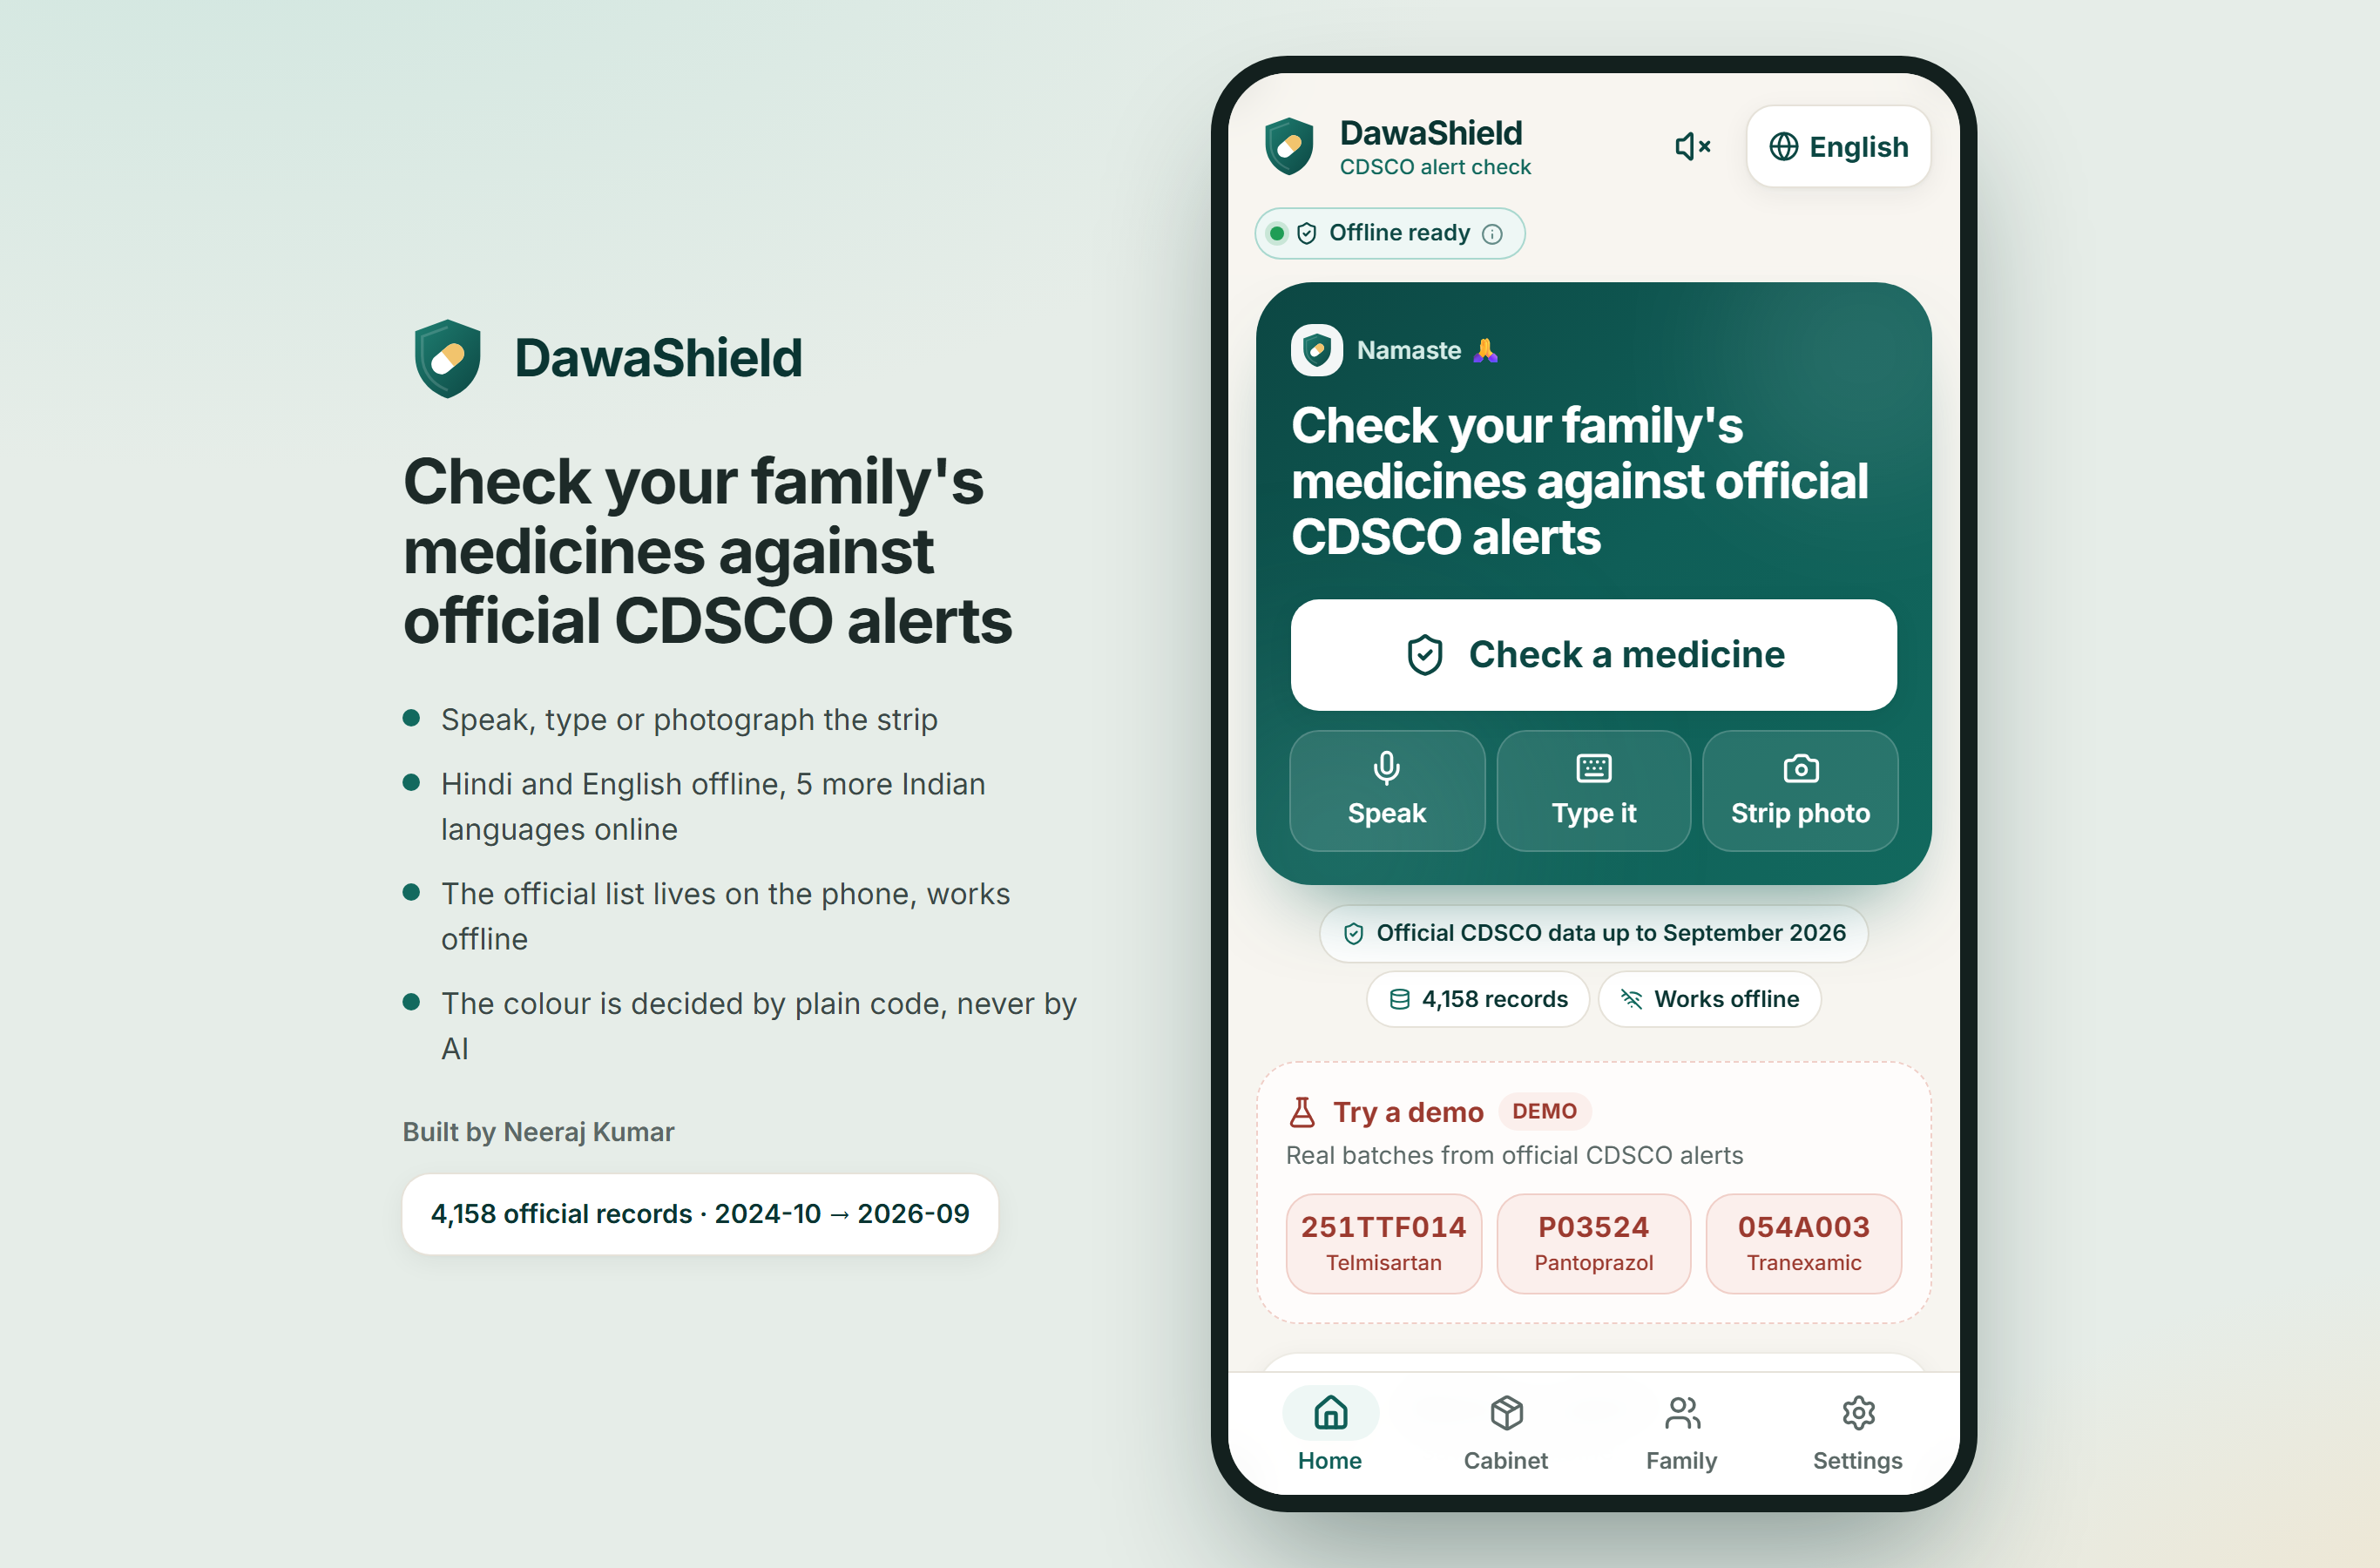 DawaShield
Check your family's
medicines against
official CDSCO alerts
Speak, type or photograph the strip
Hindi and English offline, 5 more Indian
languages online
The official list lives on the phone, works
offline
The colour is decided by plain code, never by
AI
Built by Neeraj Kumar
4,158 official records · 2024-10 → 2026-09
DawaShield
CDSCO alert check
English
Offline ready
Namaste 🙏
Check your family's
medicines against official
CDSCO alerts
Check a medicine
Speak
Type it
Strip photo
Official CDSCO data up to September 2026
4,158 records
Works offline
Try a demo
DEMO
Real batches from official CDSCO alerts
251TTF014
Telmisartan
P03524
Pantoprazol
054A003
Tranexamic
Home
Cabinet
Family
Settings